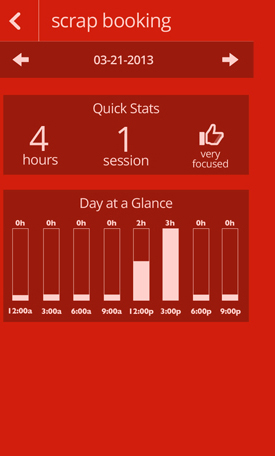 scrap booking
03-21-2013
Quick Stats
4 1
hours session very
focused
Day at a Glance
0h 0h 0h 0h 2h 3h 0h 0h
12:00a 3:00a 6:00a 9:00a 12:00p 3:00p 6:00p 9:00p